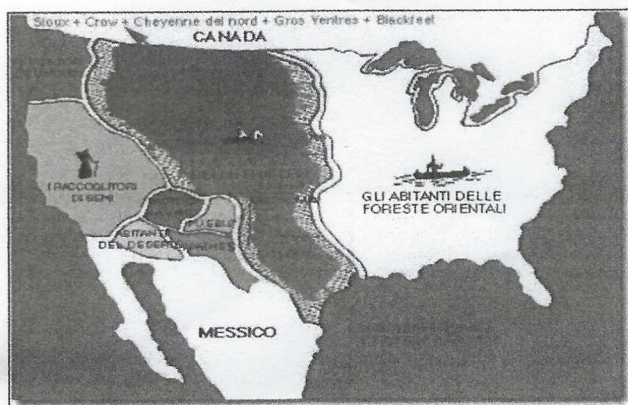 Sioux + Crow + Cheyenne del nord + Gros Ventres + Blackfeet
CANADA
I RACCOGLITORI
DI SEMI
GLI ABITANTI DELLE
FORESTE ORIENTALI
PUEBLO
ABITANTI
DEL DESERTO
MESSICO